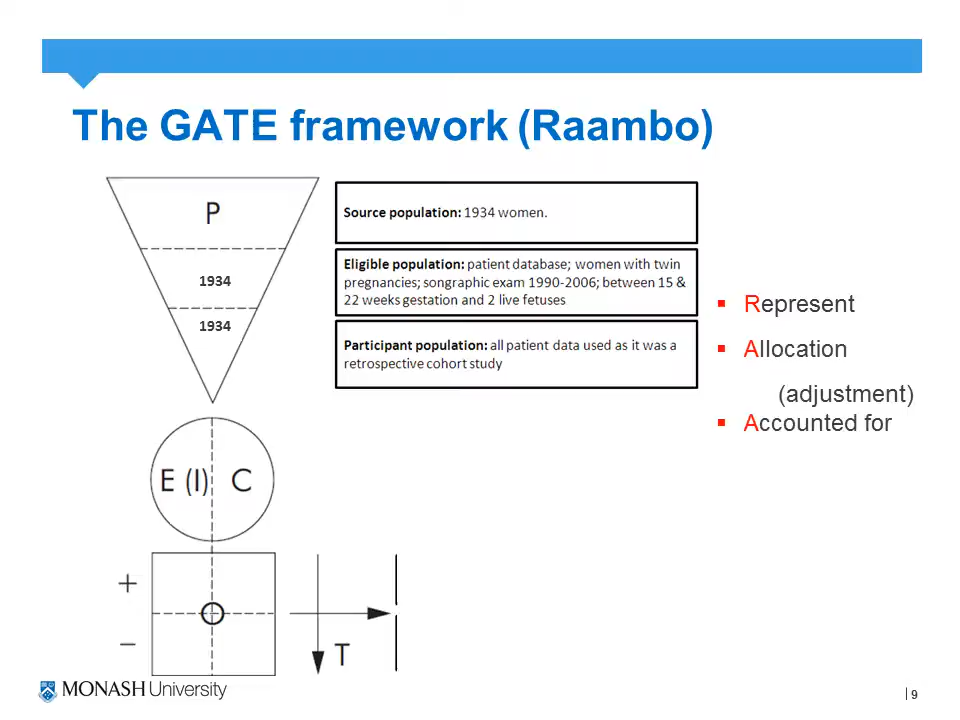 The GATE framework (Raambo)
P
1934
1934
Source population: 1934 women.
Eligible population: patient database; women with twin
pregnancies; songraphic exam 1990-2006; between 15 &
22 weeks gestation and 2 live fetuses
Participant population: all patient data used as it was a
retrospective cohort study
Represent
Allocation
(adjustment)
Accounted for
E (I) C
+
O
−
T
MONASH University
9